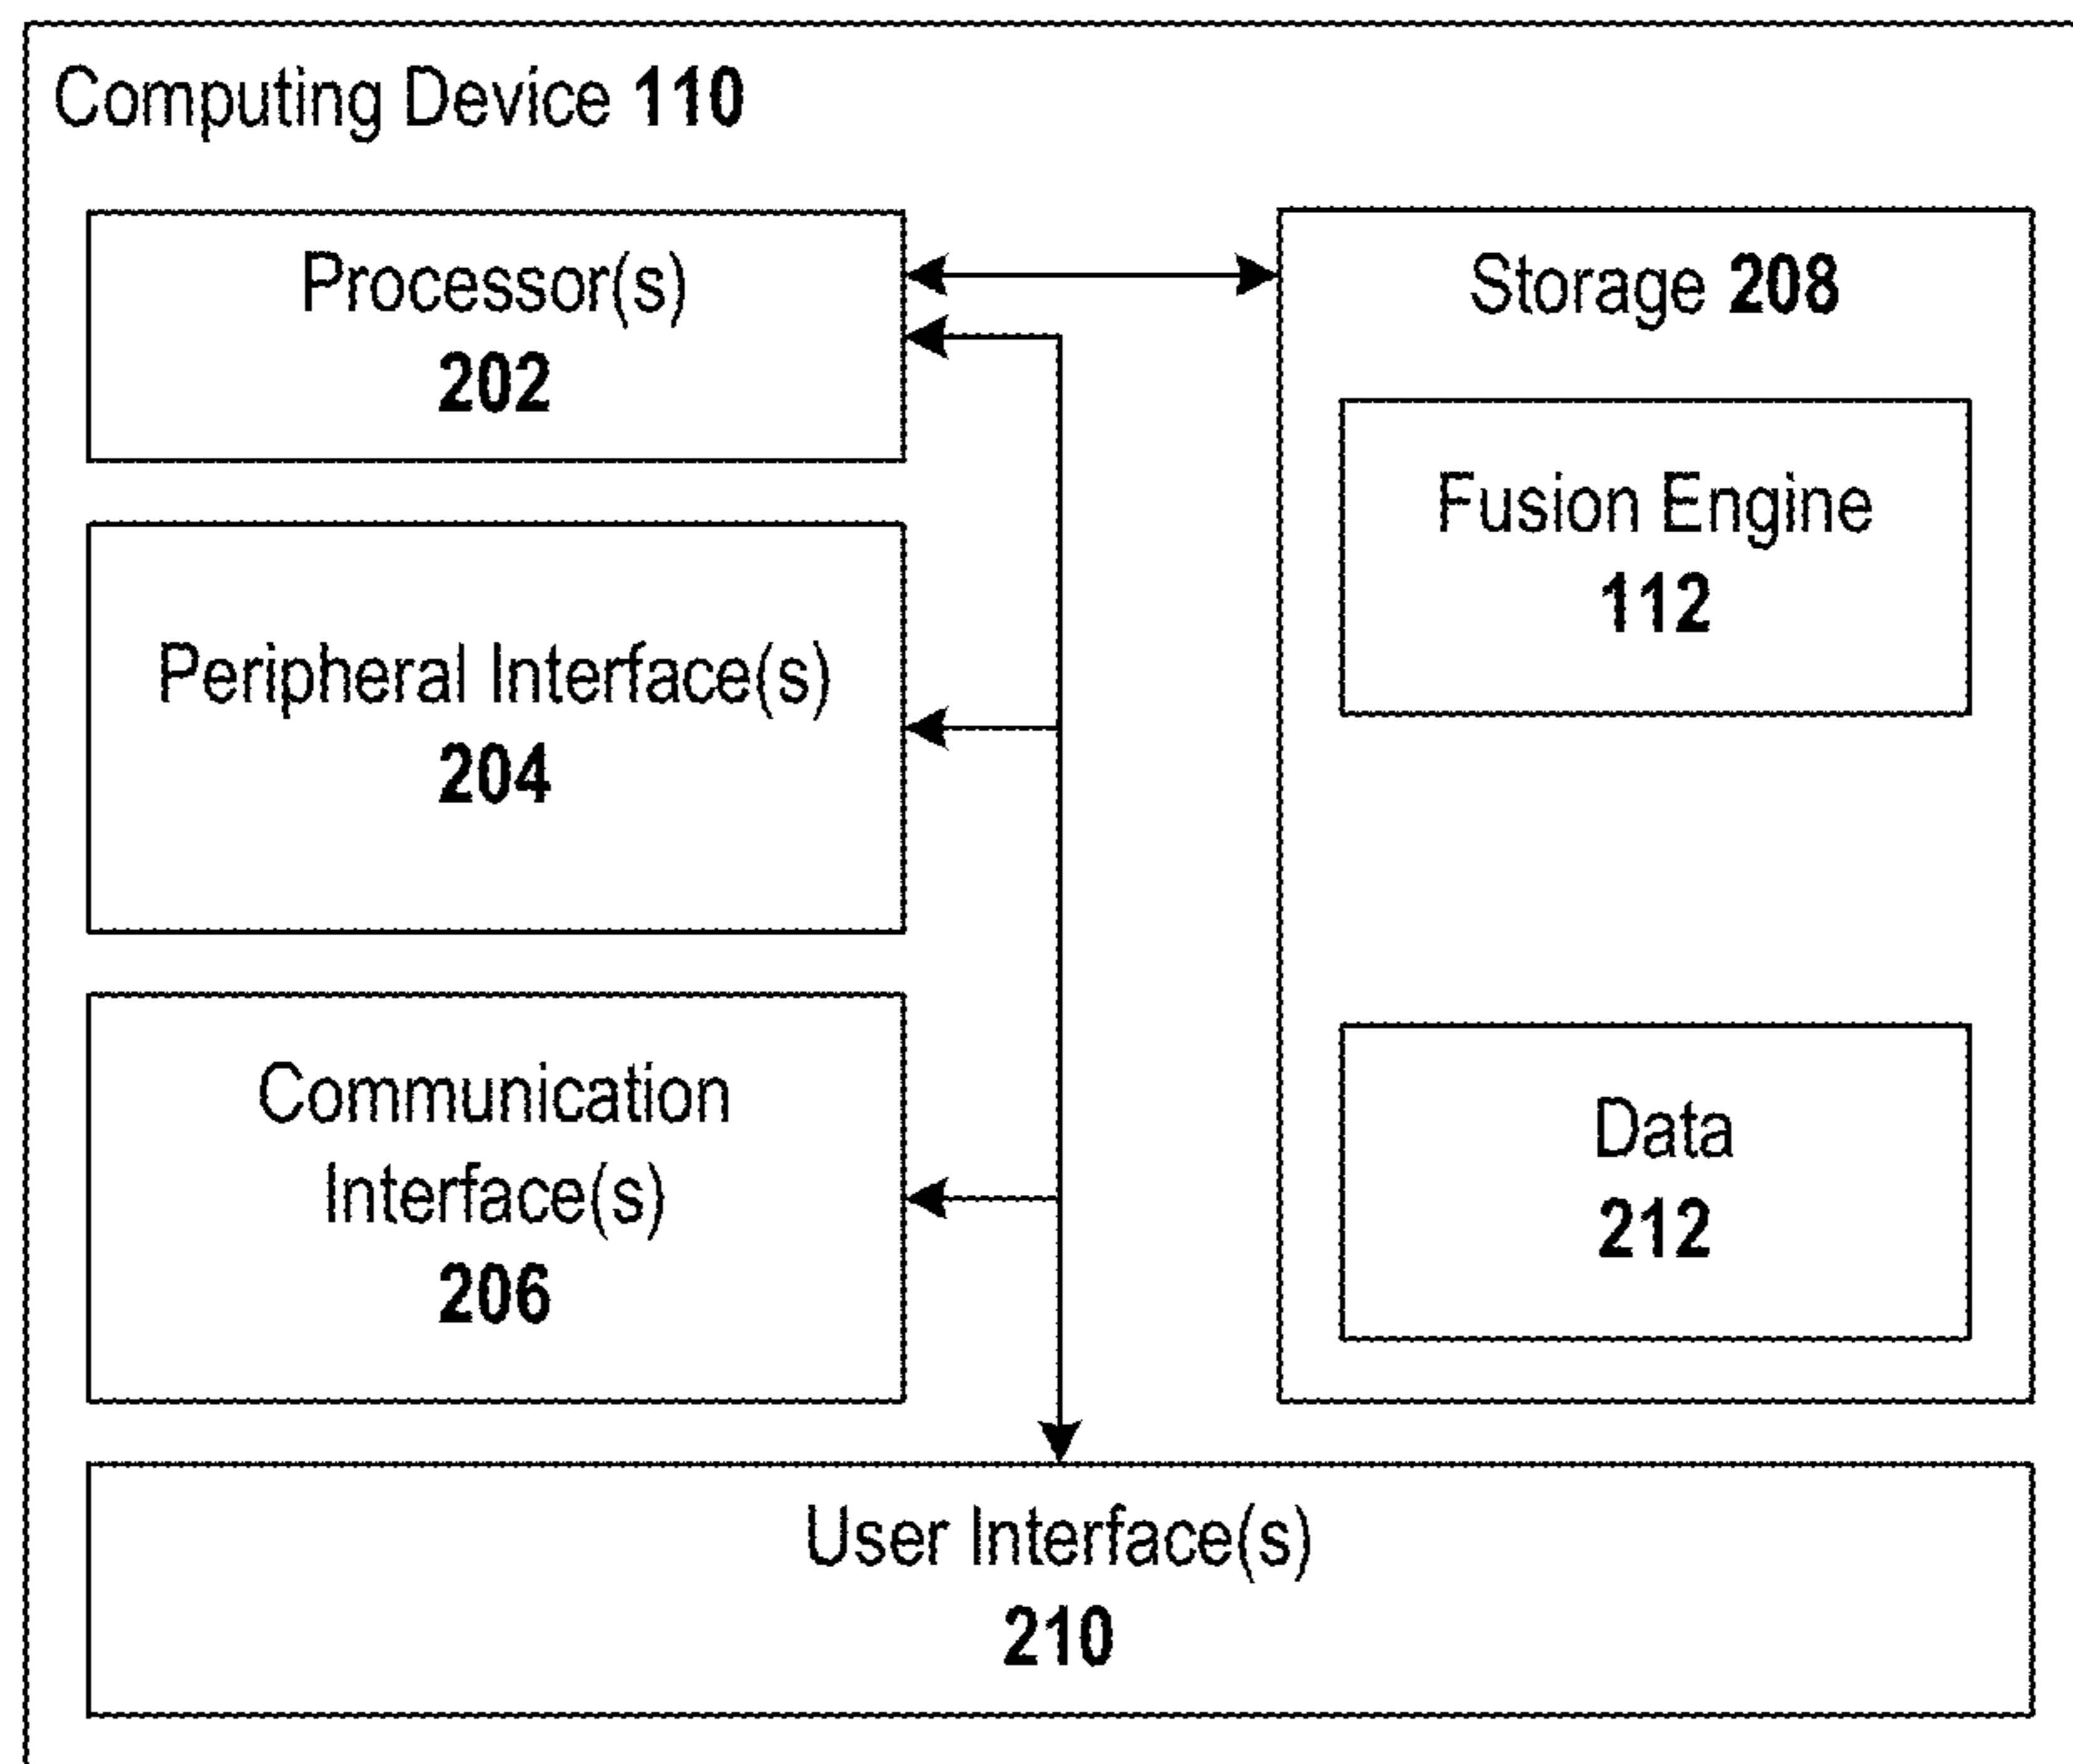 Computing Device 110
Processor(s)
202
Storage 208
Fusion Engine
112
Peripheral Interface(s)
204
Communication
Interface(s)
206
Data
212
User Interface(s)
210